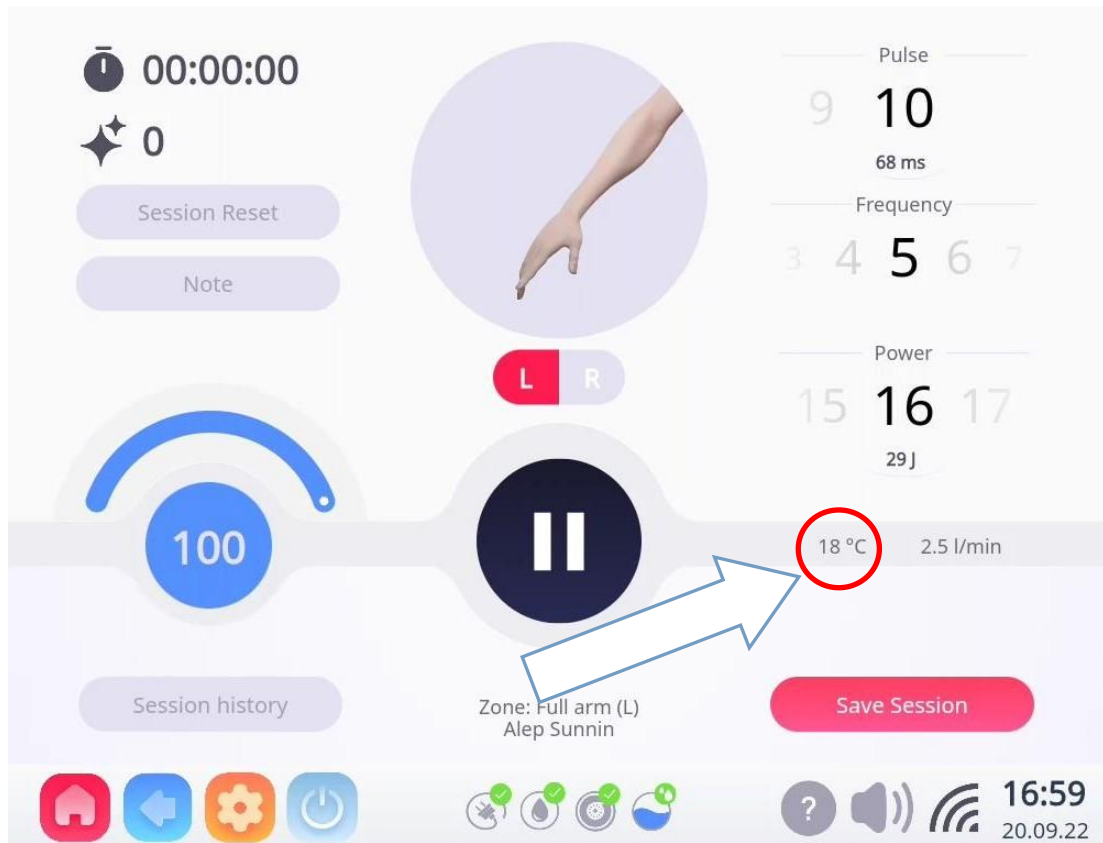 00:00:00
0
Session Reset
Note
L R
100
Session history
Zone: Full arm (L)
Alep Sunnin
Pulse
9 10
68 ms
Frequency
3 4 5 6 7
Power
15 16 17
29 J
18 °C 2.5 l/min
Save Session
?
16:59
20.09.22